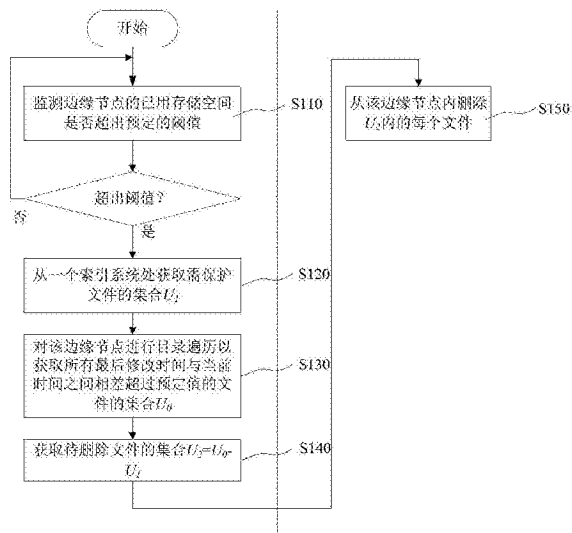 开始
监测边缘节点的已用存储空间
是否超出预定的阈值
S110
超出阈值？
否
是
从一个索引系统处获取需保护
文件的集合U1
S120
对该边缘节点进行目录遍历以
获取所有最后修改时间与当前
时间之间相差超过预定值的文
件的集合U0
S130
获取待删除文件的集合U2=U0-
U1
S140
从该边缘节点内删除
U2内的每个文件
S150